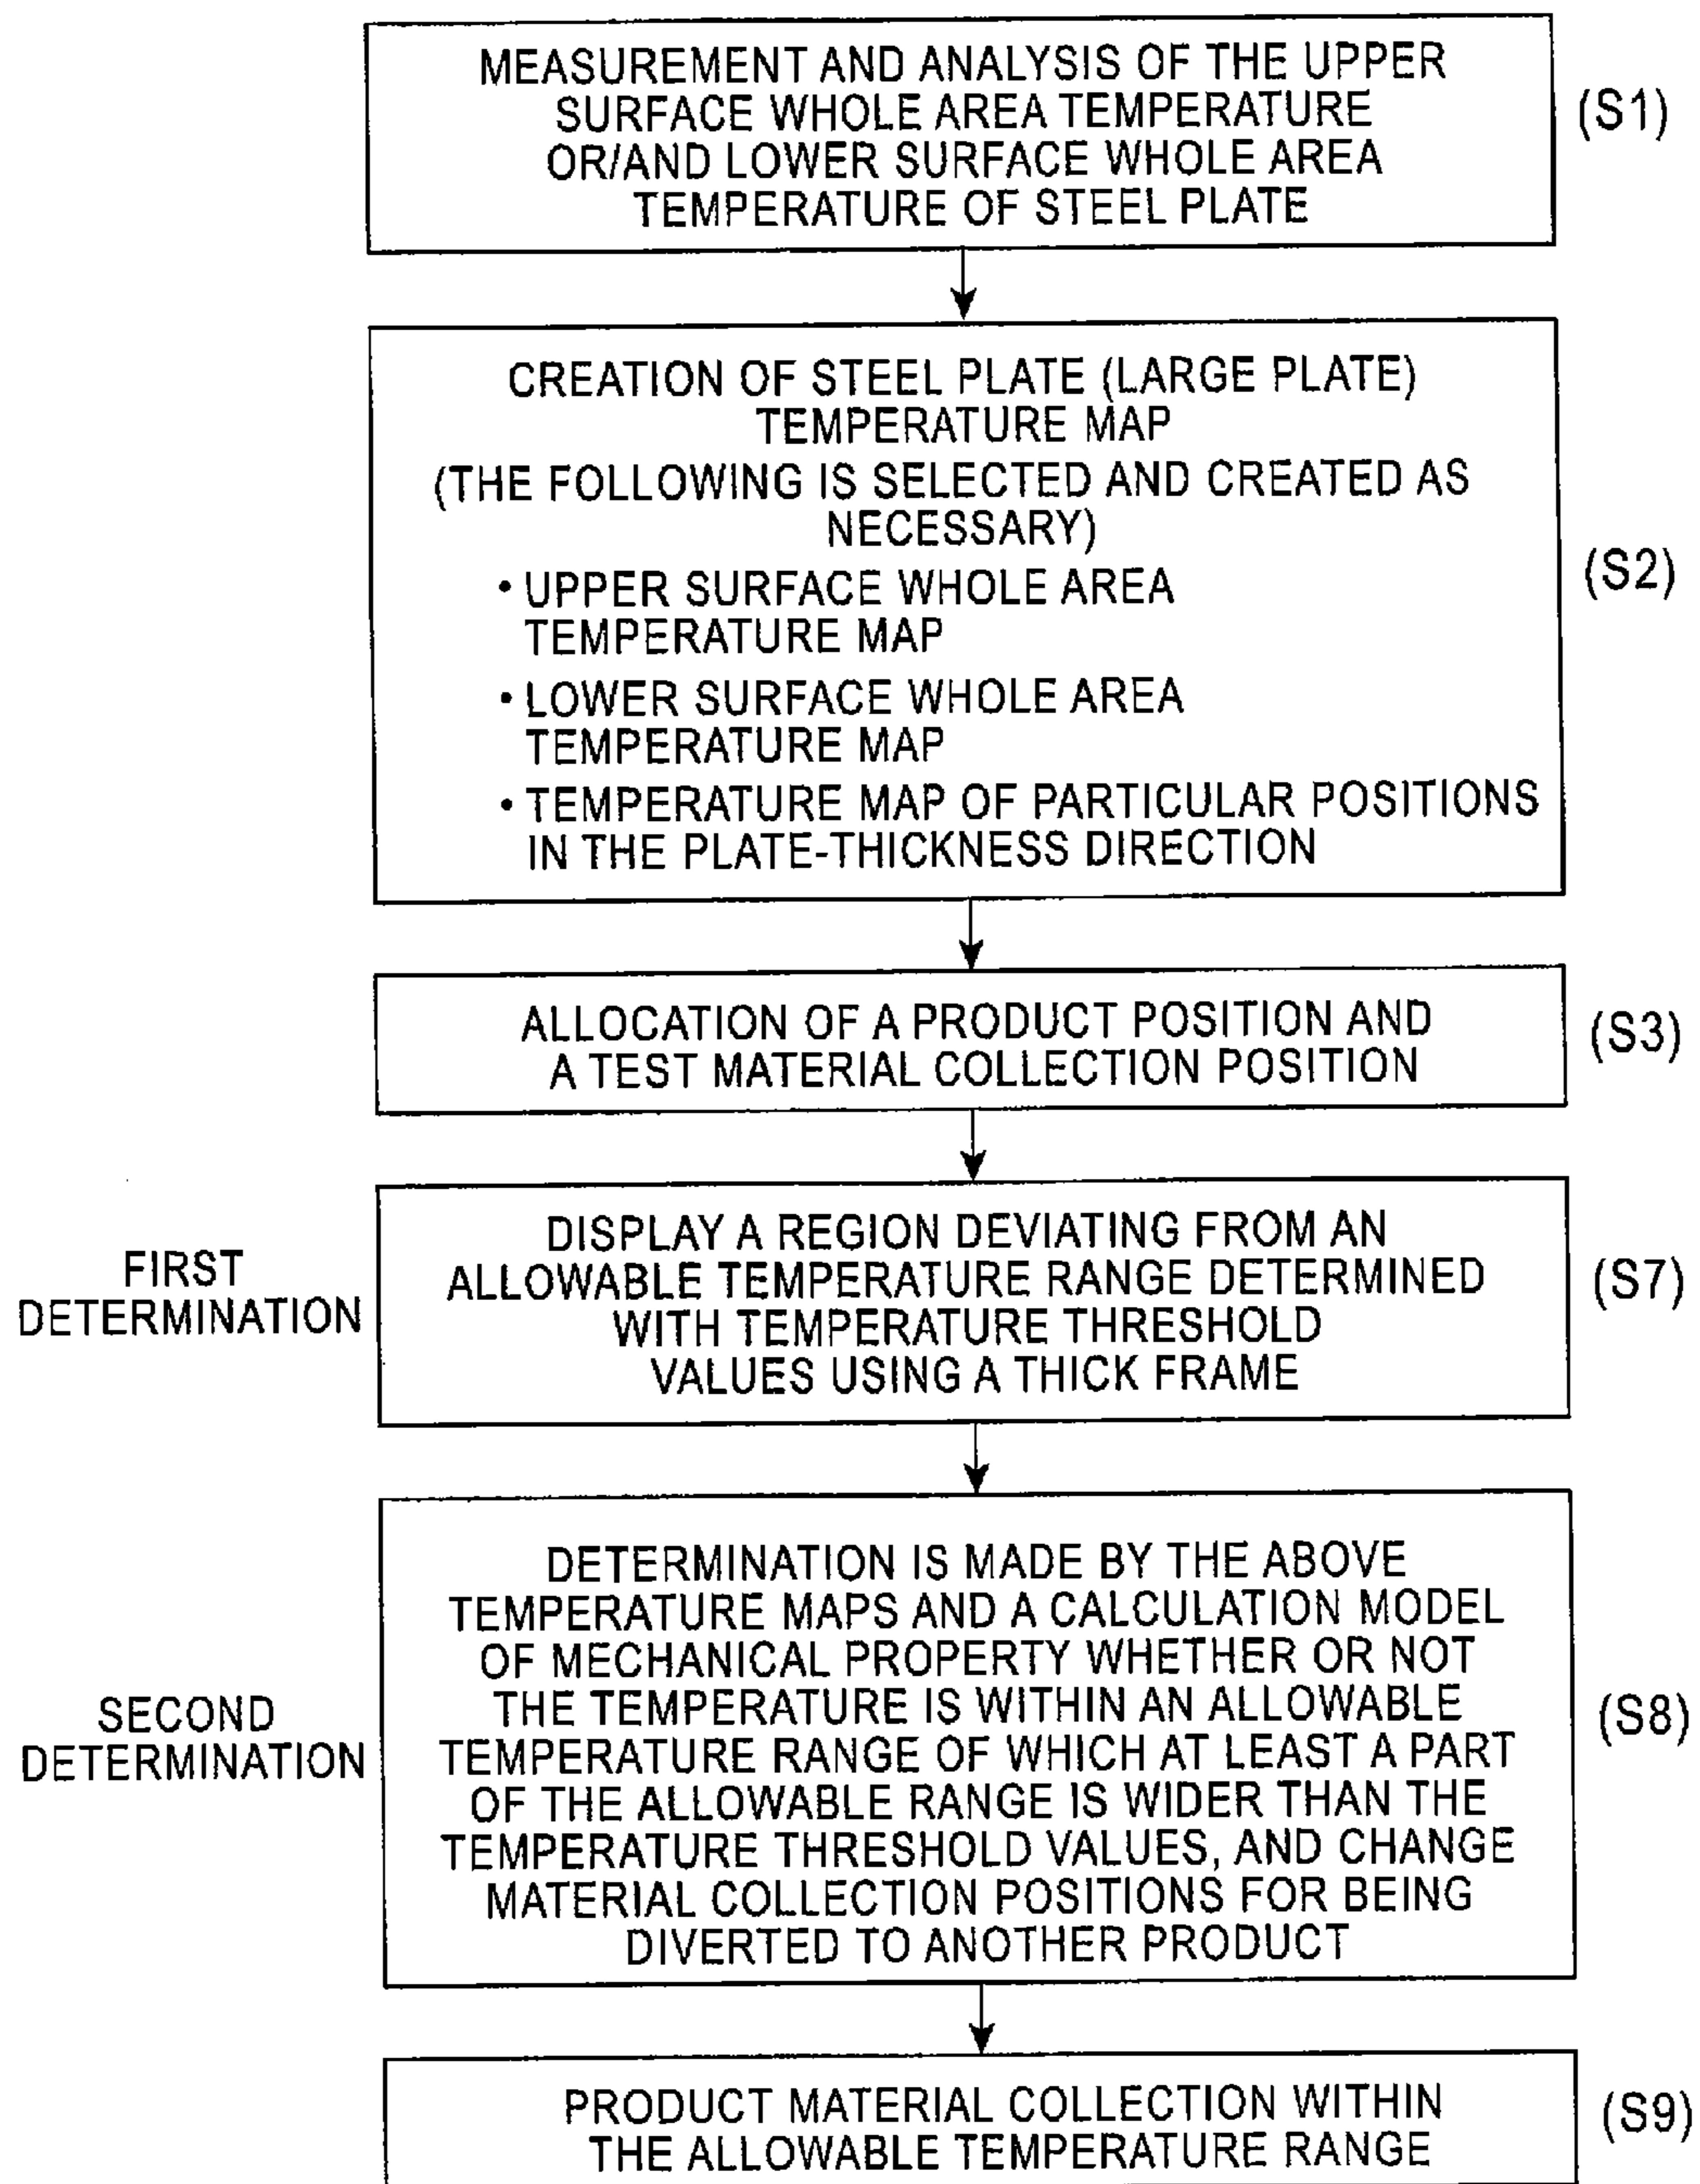 MEASUREMENT AND ANALYSIS OF THE UPPER
SURFACE WHOLE AREA TEMPERATURE
OR/AND LOWER SURFACE WHOLE AREA
TEMPERATURE OF STEEL PLATE
(S1)
CREATION OF STEEL PLATE (LARGE PLATE)
TEMPERATURE MAP
(THE FOLLOWING IS SELECTED AND CREATED AS
NECESSARY)
• UPPER SURFACE WHOLE AREA
TEMPERATURE MAP
• LOWER SURFACE WHOLE AREA
TEMPERATURE MAP
• TEMPERATURE MAP OF PARTICULAR POSITIONS
IN THE PLATE-THICKNESS DIRECTION
(S2)
ALLOCATION OF A PRODUCT POSITION AND
A TEST MATERIAL COLLECTION POSITION
(S3)
FIRST
DETERMINATION
DISPLAY A REGION DEVIATING FROM AN
ALLOWABLE TEMPERATURE RANGE DETERMINED
WITH TEMPERATURE THRESHOLD
VALUES USING A THICK FRAME
(S7)
SECOND
DETERMINATION
DETERMINATION IS MADE BY THE ABOVE
TEMPERATURE MAPS AND A CALCULATION MODEL
OF MECHANICAL PROPERTY WHETHER OR NOT
THE TEMPERATURE IS WITHIN AN ALLOWABLE
TEMPERATURE RANGE OF WHICH AT LEAST A PART
OF THE ALLOWABLE RANGE IS WIDER THAN THE
TEMPERATURE THRESHOLD VALUES, AND CHANGE
MATERIAL COLLECTION POSITIONS FOR BEING
DIVERTED TO ANOTHER PRODUCT
(S8)
PRODUCT MATERIAL COLLECTION WITHIN
THE ALLOWABLE TEMPERATURE RANGE
(S9)